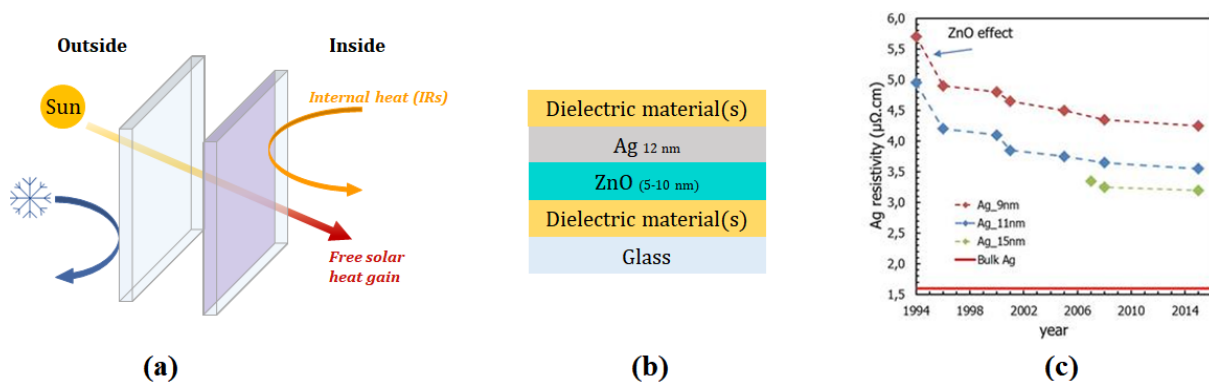 Outside
Inside
Sun
Internal heat (IRs)
Free solar
heat gain
(a)
Dielectric material(s)
Ag 12 nm
ZnO (5-10 nm)
Dielectric material(s)
Glass
(b)
6,0
5,5
5,0
4,5
4,0
3,5
3,0
2,5
2,0
1,5
Ag resistivity (µΩ.cm)
ZnO effect
Ag_9nm
Ag_11nm
Ag_15nm
Bulk Ag
1994
1998
2002
2006
2010
2014
year
(c)